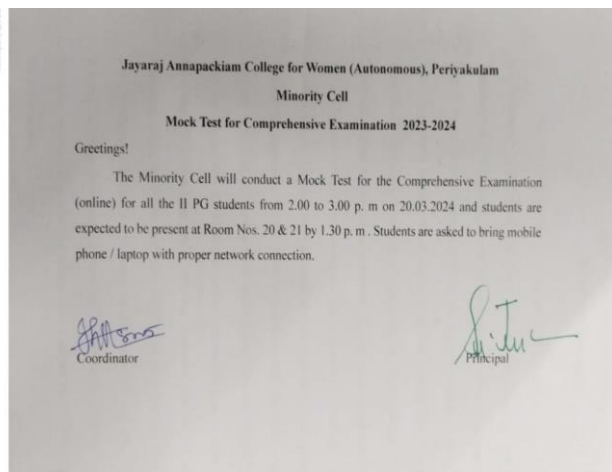 Jayaraj Annapackiam College for Women (Autonomous), Periyakulam
Minority Cell
Mock Test for Comprehensive Examination 2023-2024
Greetings!
The Minority Cell will conduct a Mock Test for the Comprehensive Examination
(online) for all the II PG students from 2.00 to 3.00 p. m on 20.03.2024 and students are
expected to be present at Room Nos. 20 & 21 by 1.30 p. m . Students are asked to bring mobile
phone / laptop with proper network connection.
Coordinator
Principal